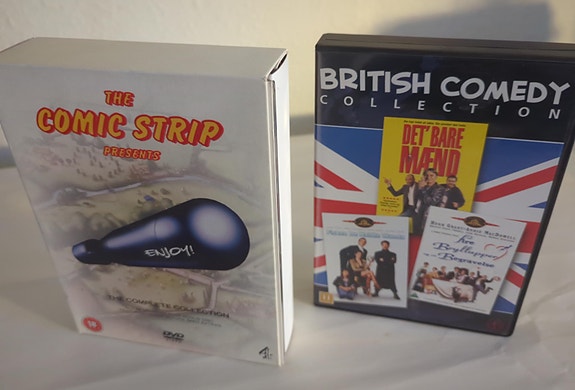 THE
COMIC STRIP
PRESENTS
ENJOY!
THE COMPLETE COLLECTION
18
DVD
BRITISH COMEDY
COLLECTION
DET' BARE
MÆND
Fire
Bryllupper
og en
Begravelse